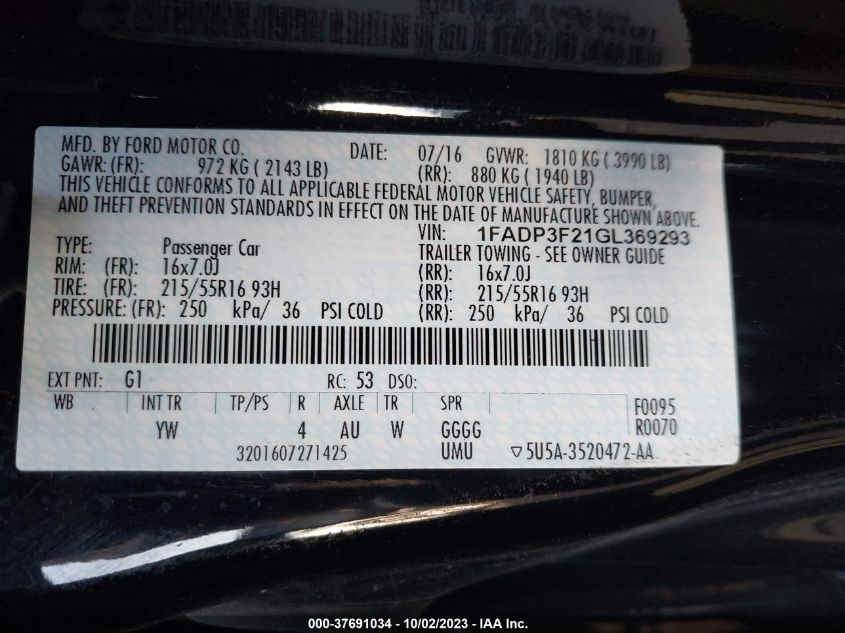 MFD. BY FORD MOTOR CO. DATE: 07/16 GVWR: 1810 KG ( 3990 LB)
GAWR: (FR): 972 KG ( 2143 LB) (RR): 880 KG ( 1940 LB)
THIS VEHICLE CONFORMS TO ALL APPLICABLE FEDERAL MOTOR VEHICLE SAFETY, BUMPER,
AND THEFT PREVENTION STANDARDS IN EFFECT ON THE DATE OF MANUFACTURE SHOWN ABOVE.
VIN: 1FADP3F21GL369293
TYPE: Passenger Car TRAILER TOWING - SEE OWNER GUIDE
RIM: (FR): 16x7.0J (RR): 16x7.0J
TIRE: (FR): 215/55R16 93H (RR): 215/55R16 93H
PRESSURE: (FR): 250 kPa/ 36 PSI COLD (RR): 250 kPa/ 36 PSI COLD
EXT PNT: G1 RC: 53 DSO:
WB INT TR TP/PS R AXLE TR SPR F0095
YW 4 AU W GGGG R0070
3201607271425 UMU ▽5U5A-3520472-AA
000-37691034 - 10/02/2023 - IAA Inc.